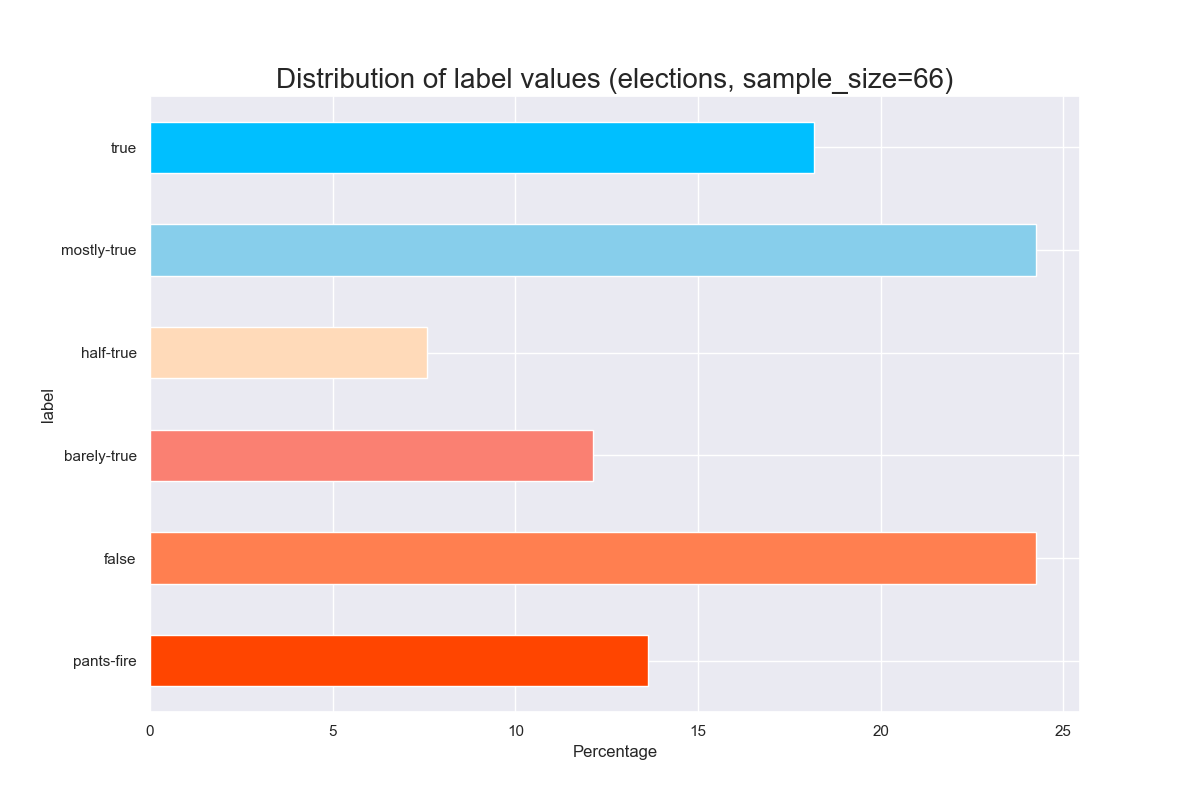 Distribution of label values (elections, sample_size=66)
true
mostly-true
half-true
label
barely-true
false
pants-fire
0 5 10 15 20 25
Percentage